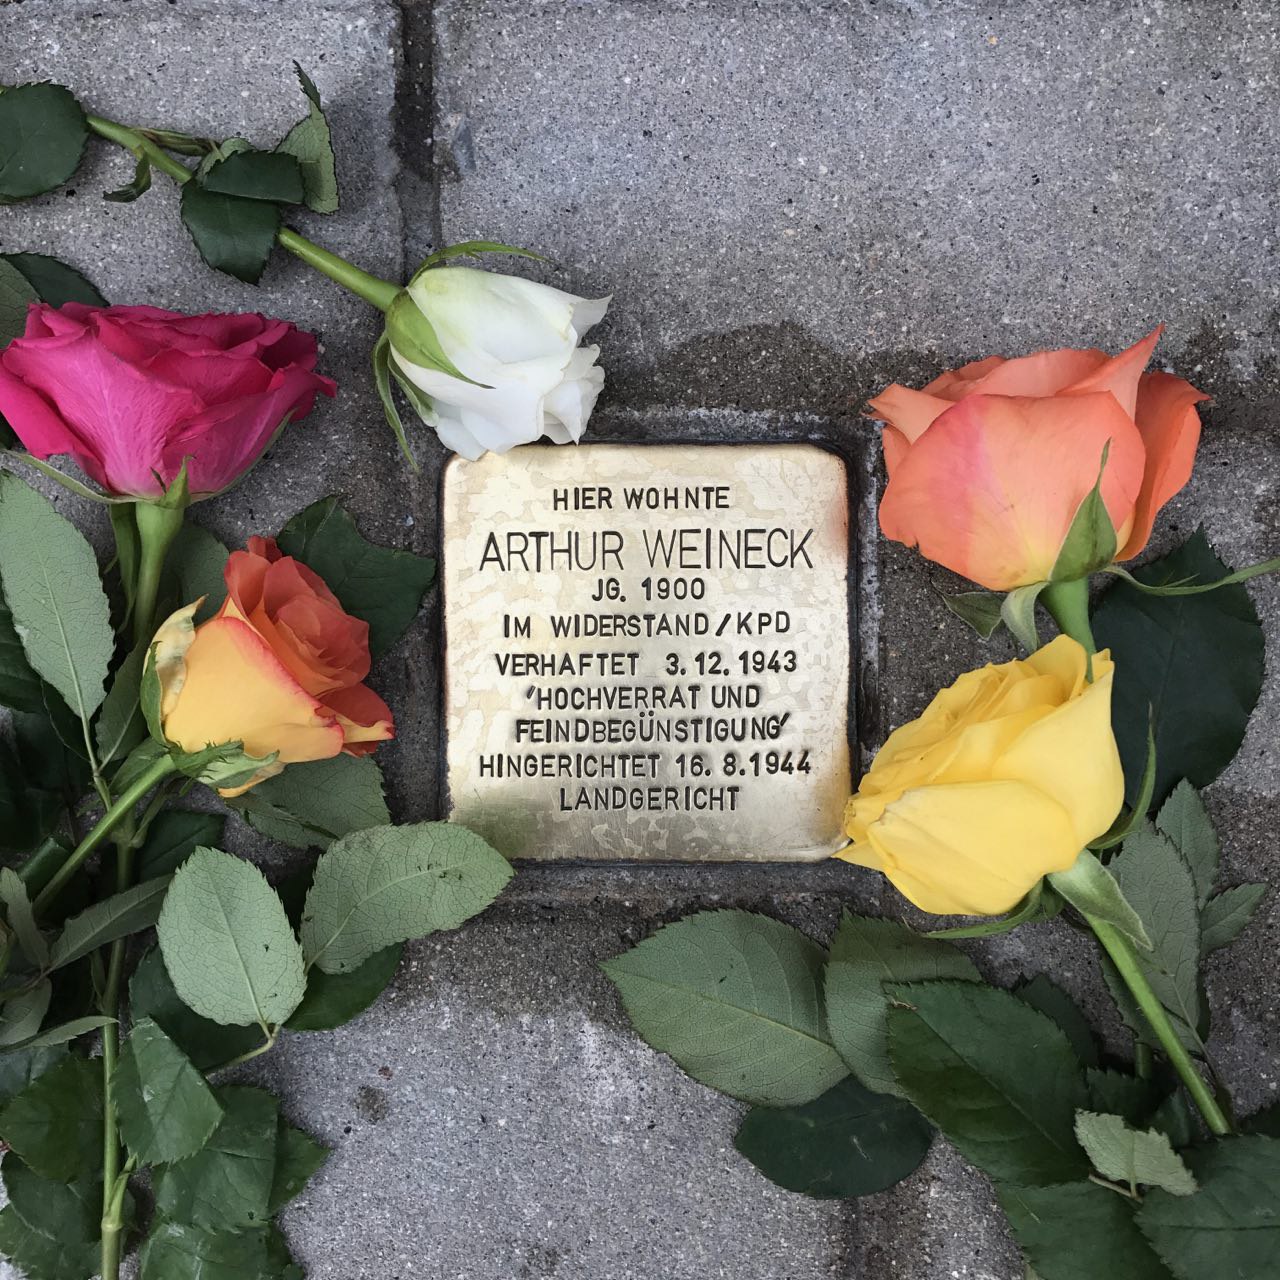 HIER WOHNTE
ARTHUR WEINECK
JG. 1900
IM WIDERSTAND/KPD
VERHAFTET 3.12.1943
'HOCHVERRAT UND
FEINDBEGÜNSTIGUNG'
HINGERICHTET 16.8.1944
LANDGERICHT